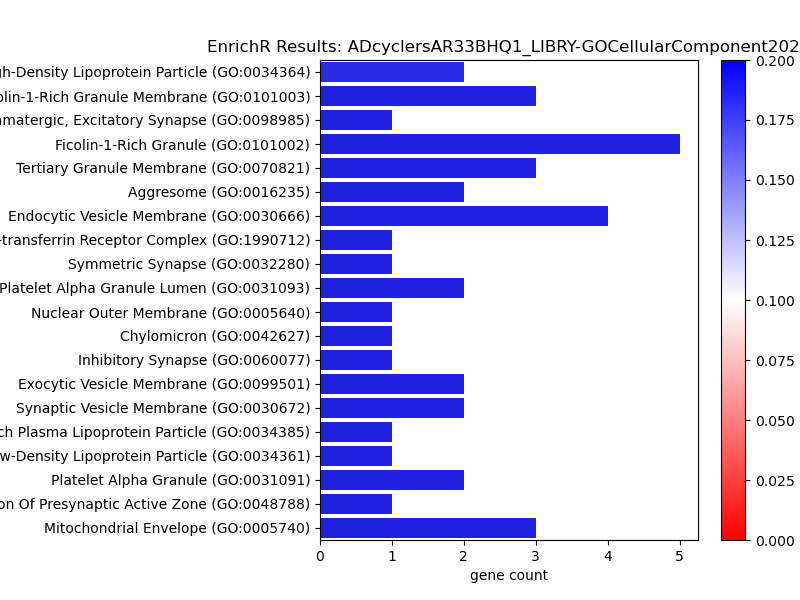 EnrichR Results: ADcyclersAR33BHQ1_LIBRY-GOCellularComponent202
gh-Density Lipoprotein Particle (GO:0034364)
olin-1-Rich Granule Membrane (GO:0101003)
amatergic, Excitatory Synapse (GO:0098985)
Ficolin-1-Rich Granule (GO:0101002)
Tertiary Granule Membrane (GO:0070821)
Aggresome (GO:0016235)
Endocytic Vesicle Membrane (GO:0030666)
-transferrin Receptor Complex (GO:1990712)
Symmetric Synapse (GO:0032280)
Platelet Alpha Granule Lumen (GO:0031093)
Nuclear Outer Membrane (GO:0005640)
Chylomicron (GO:0042627)
Inhibitory Synapse (GO:0060077)
Exocytic Vesicle Membrane (GO:0099501)
Synaptic Vesicle Membrane (GO:0030672)
ch Plasma Lipoprotein Particle (GO:0034385)
w-Density Lipoprotein Particle (GO:0034361)
Platelet Alpha Granule (GO:0031091)
on Of Presynaptic Active Zone (GO:0048788)
Mitochondrial Envelope (GO:0005740)
0 1 2 3 4 5
gene count
0.200
0.175
0.150
0.125
0.100
0.075
0.050
0.025
0.000